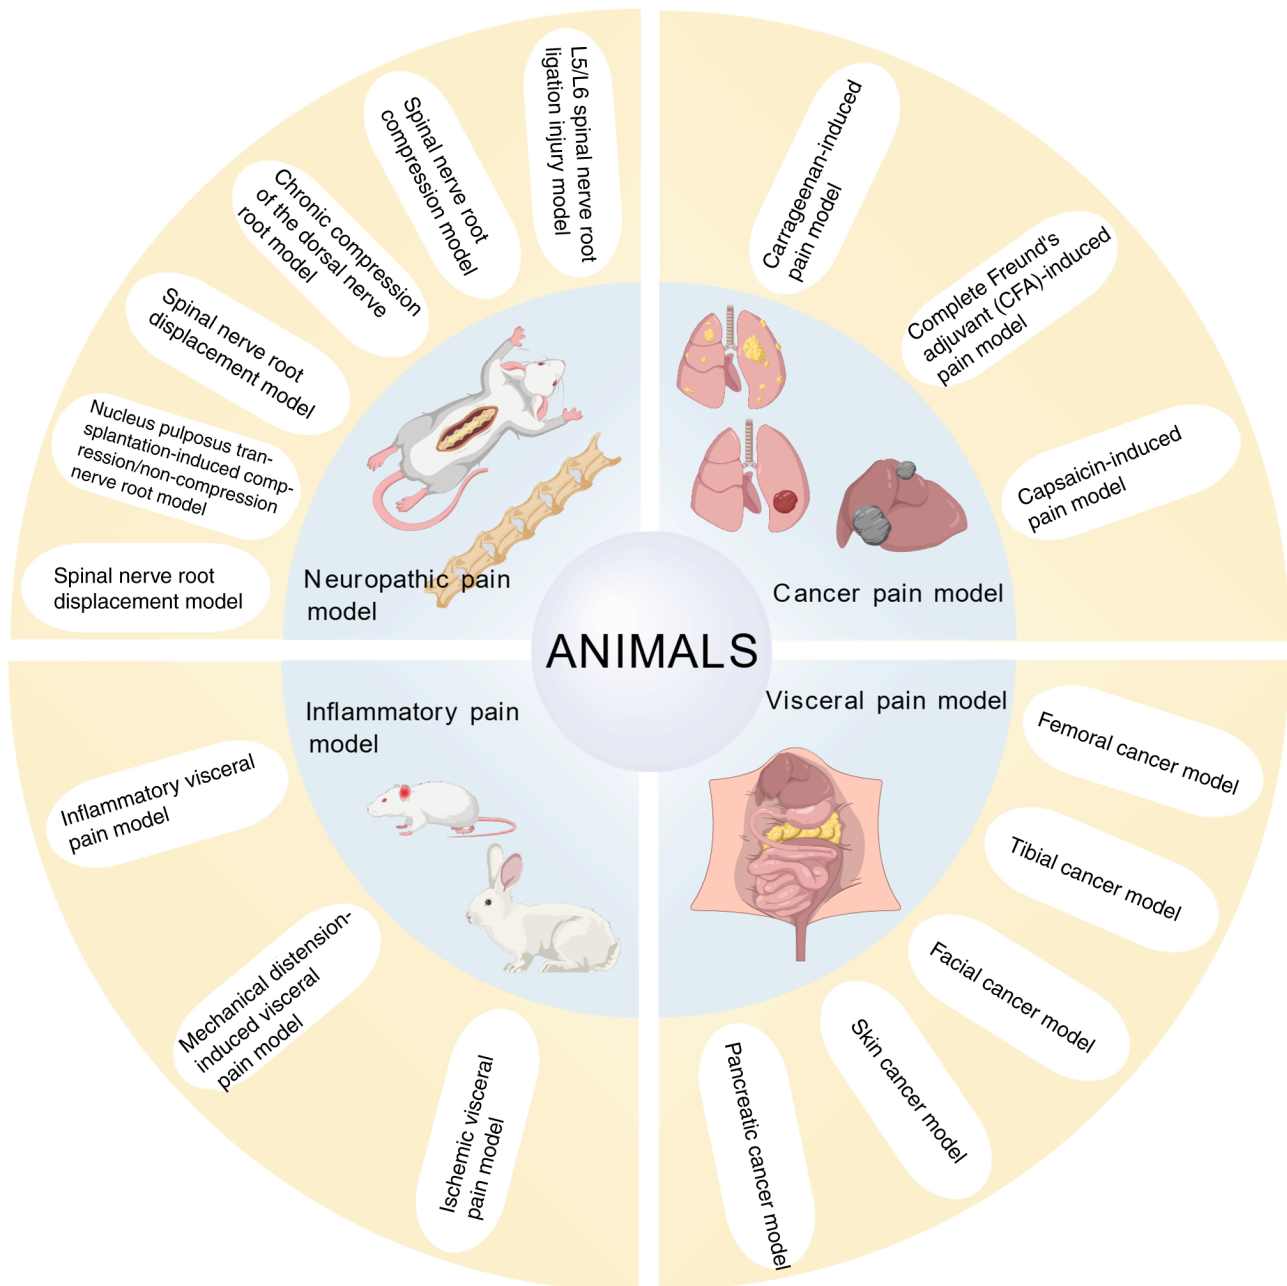 L5/L6 spinal nerve root
ligation injury model
Spinal nerve root
compression model
Chronic compression
of the dorsal nerve
root model
Spinal nerve root
displacement model
Nucleus pulposus tran-
splantation-induced comp-
ression/non-compression
nerve root model
Spinal nerve root
displacement model
Neuropathic pain
model
Carrageenan-induced
pain model
Complete Freund's
adjuvant (CFA)-induced
pain model
Capsaicin-induced
pain model
Cancer pain model
ANIMALS
Inflammatory pain
model
Inflammatory visceral
pain model
Mechanical distension-
induced visceral
pain model
Ischemic visceral
pain model
Visceral pain model
Femoral cancer model
Tibial cancer model
Facial cancer model
Skin cancer model
Pancreatic cancer model